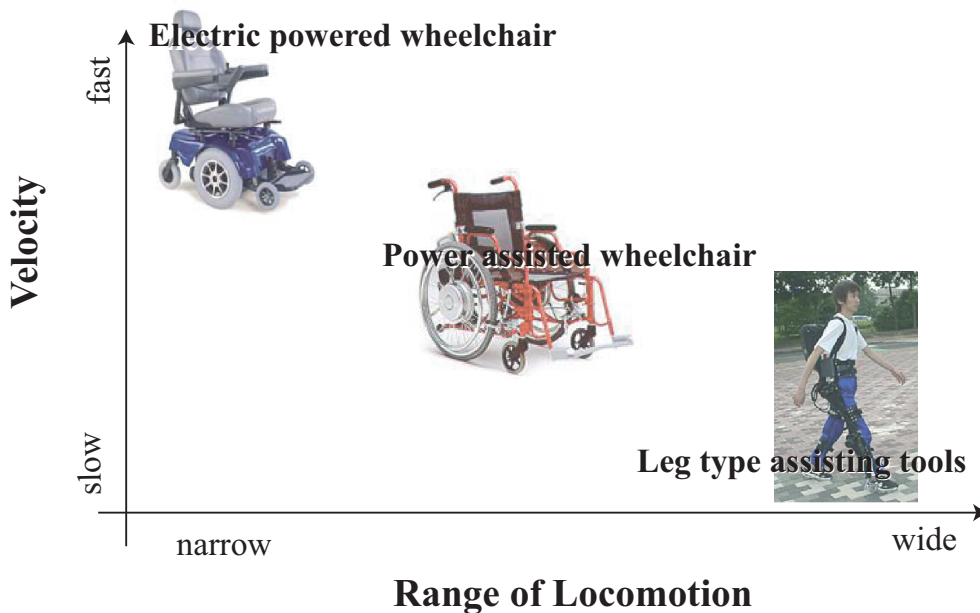 Electric powered wheelchair
fast
Velocity
Power assisted wheelchair
slow
Leg type assisting tools
narrow
wide
Range of Locomotion